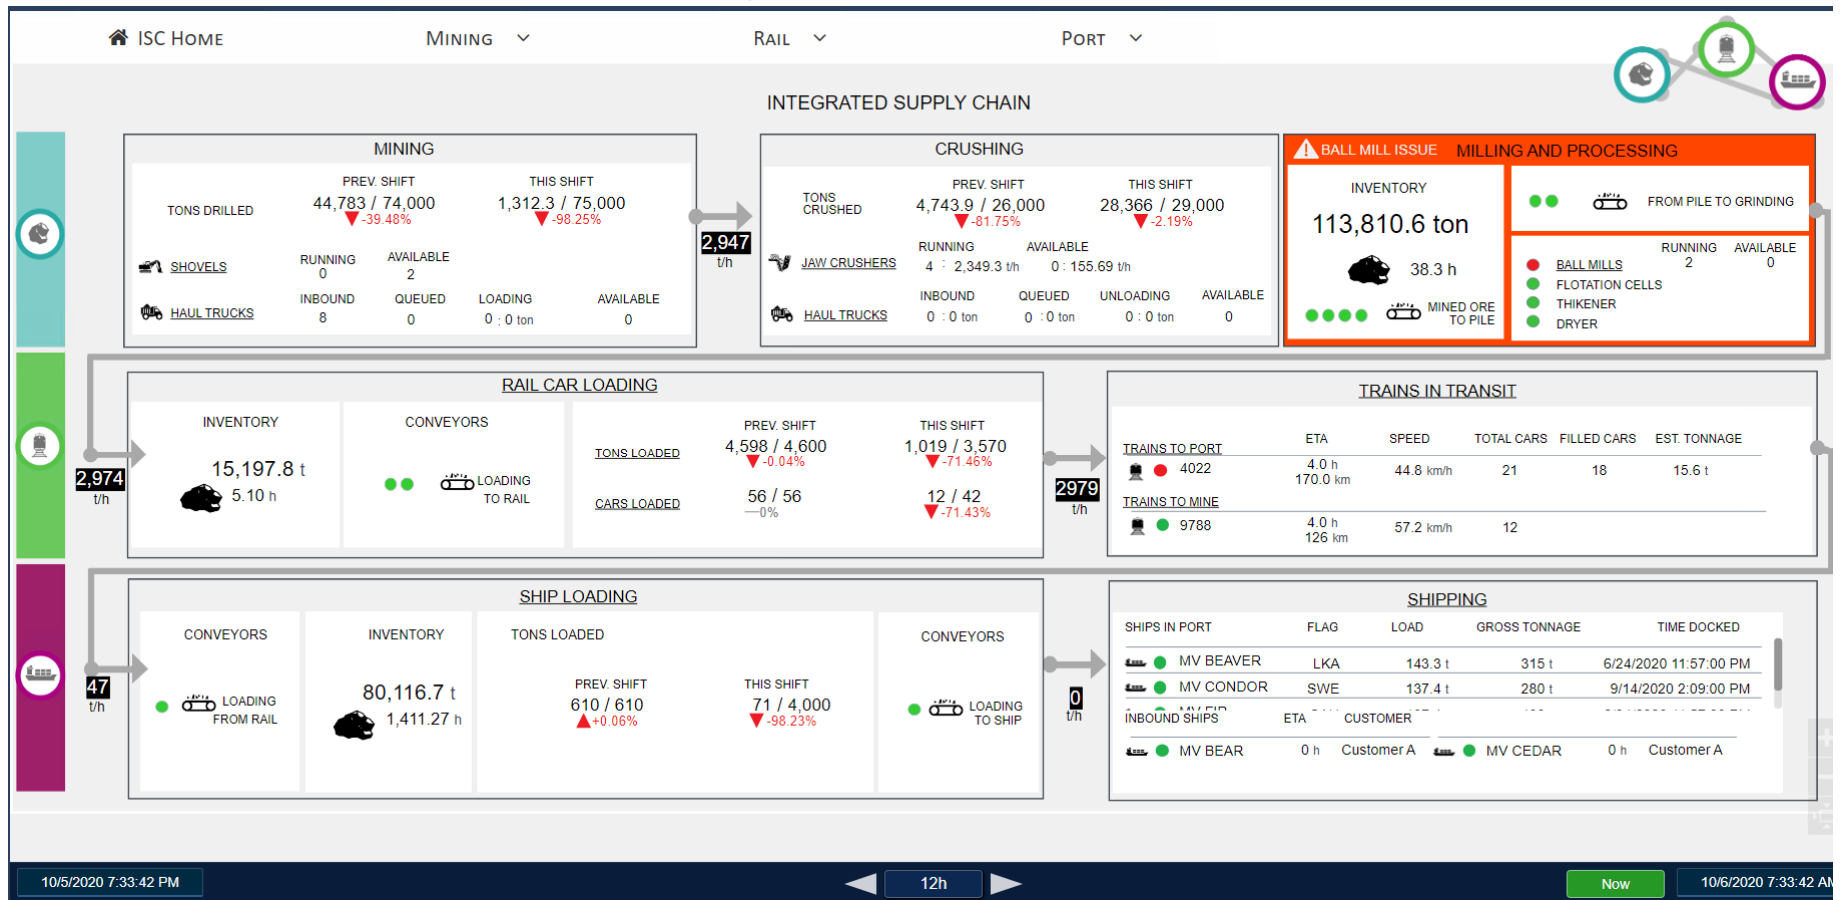 ISC HOME
MINING
RAIL
PORT
INTEGRATED SUPPLY CHAIN
MINING
PREV. SHIFT THIS SHIFT
TONS DRILLED 44,783 / 74,000 1,312.3 / 75,000
-39.48% -98.25%
SHOVELS RUNNING AVAILABLE
0 2
HAUL TRUCKS INBOUND QUEUED LOADING AVAILABLE
8 0 0 : 0 ton 0
2,947
t/h
CRUSHING
PREV. SHIFT THIS SHIFT
TONS CRUSHED 4,743.9 / 26,000 28,366 / 29,000
-81.75% -2.19%
RUNNING AVAILABLE
JAW CRUSHERS 4 : 2,349.3 t/h 0 : 155.69 t/h
INBOUND QUEUED UNLOADING AVAILABLE
HAUL TRUCKS 0 : 0 ton 0 : 0 ton 0 : 0 ton 0
BALL MILL ISSUE MILLING AND PROCESSING
INVENTORY
113,810.6 ton
38.3 h
MINED ORE
TO PILE
FROM PILE TO GRINDING
RUNNING AVAILABLE
BALL MILLS 2 0
FLOTATION CELLS
THIKENER
DRYER
2,974
t/h
RAIL CAR LOADING
INVENTORY
15,197.8 t
5.10 h
CONVEYORS
LOADING
TO RAIL
PREV. SHIFT THIS SHIFT
TONS LOADED 4,598 / 4,600 1,019 / 3,570
-0.04% -71.46%
CARS LOADED 56 / 56 12 / 42
0% -71.43%
2979
t/h
TRAINS IN TRANSIT
TRAINS TO PORT ETA SPEED TOTAL CARS FILLED CARS EST. TONNAGE
4022 4.0 h 44.8 km/h 21 18 15.6 t
170.0 km
TRAINS TO MINE
9788 4.0 h 57.2 km/h 12
126 km
47
t/h
SHIP LOADING
CONVEYORS
LOADING
FROM RAIL
INVENTORY
80,116.7 t
1,411.27 h
TONS LOADED
PREV. SHIFT THIS SHIFT
610 / 610 71 / 4,000
+0.06% -98.23%
CONVEYORS
LOADING
TO SHIP
0
t/h
SHIPPING
SHIPS IN PORT FLAG LOAD GROSS TONNAGE TIME DOCKED
MV BEAVER LKA 143.3 t 315 t 6/24/2020 11:57:00 PM
MV CONDOR SWE 137.4 t 280 t 9/14/2020 2:09:00 PM
INBOUND SHIPS ETA CUSTOMER
MV BEAR 0 h Customer A MV CEDAR 0 h Customer A
10/5/2020 7:33:42 PM
12h
Now
10/6/2020 7:33:42 AM